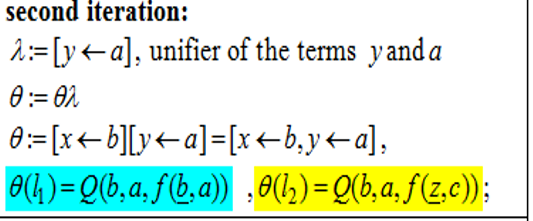 second iteration:
λ:=[y←a], unifier of the terms y and a
θ:=θλ
θ:=[x←b][y←a]=[x←b,y←a],
θ(l₁)=Q(b,a,f(b,a)) ,θ(l₂)=Q(b,a,f(z,c));